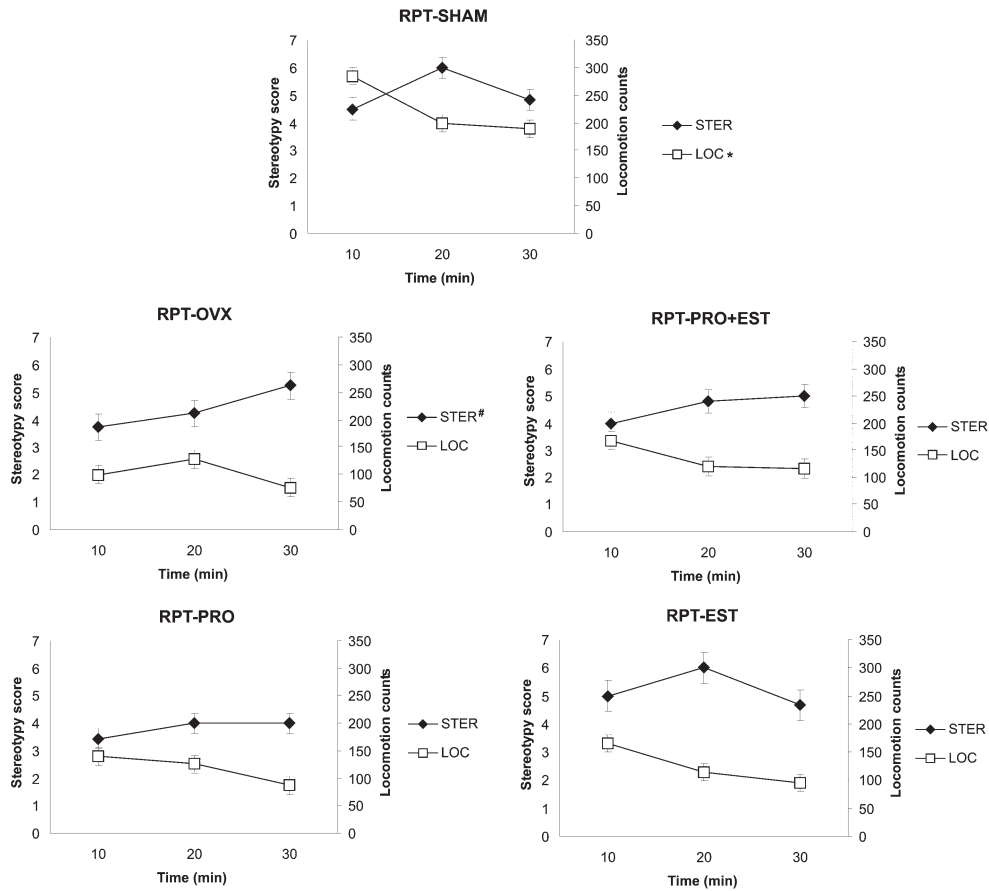 RPT-SHAM
Stereotypy score
7
6
5
4
3
2
1
0
350
300
250
200
150
100
50
0
Locomotion counts
10 20 30
Time (min)
STER
LOC *
RPT-OVX
Stereotypy score
7
6
5
4
3
2
1
0
350
300
250
200
150
100
50
0
Locomotion counts
10 20 30
Time (min)
STER#
LOC
RPT-PRO+EST
Stereotypy score
7
6
5
4
3
2
1
0
350
300
250
200
150
100
50
0
Locomotion counts
10 20 30
Time (min)
STER
LOC
RPT-PRO
Stereotypy score
7
6
5
4
3
2
1
0
350
300
250
200
150
100
50
0
Locomotion counts
10 20 30
Time (min)
STER
LOC
RPT-EST
Stereotypy score
7
6
5
4
3
2
1
0
350
300
250
200
150
100
50
0
Locomotion counts
10 20 30
Time (min)
STER
LOC